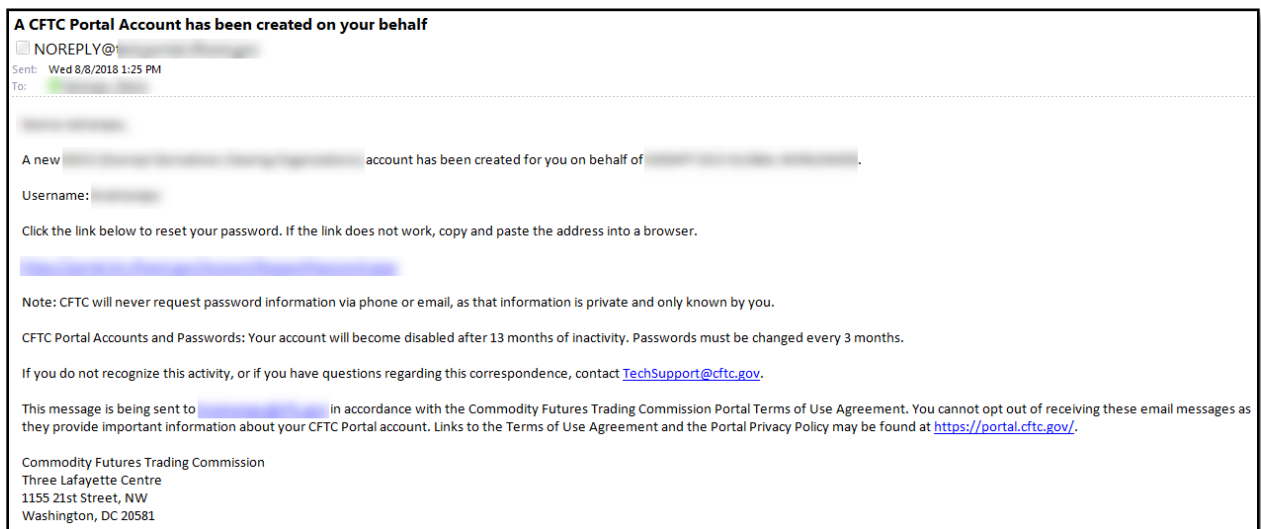 A CFTC Portal Account has been created on your behalf
NOREPLY@
Sent: Wed 8/8/2018 1:25 PM
To:
A new account has been created for you on behalf of .
Username:
Click the link below to reset your password. If the link does not work, copy and paste the address into a browser.
Note: CFTC will never request password information via phone or email, as that information is private and only known by you.
CFTC Portal Accounts and Passwords: Your account will become disabled after 13 months of inactivity. Passwords must be changed every 3 months.
If you do not recognize this activity, or if you have questions regarding this correspondence, contact TechSupport@cftc.gov.
This message is being sent to in accordance with the Commodity Futures Trading Commission Portal Terms of Use Agreement. You cannot opt out of receiving these email messages as
they provide important information about your CFTC Portal account. Links to the Terms of Use Agreement and the Portal Privacy Policy may be found at https://portal.cftc.gov/.
Commodity Futures Trading Commission
Three Lafayette Centre
1155 21st Street, NW
Washington, DC 20581